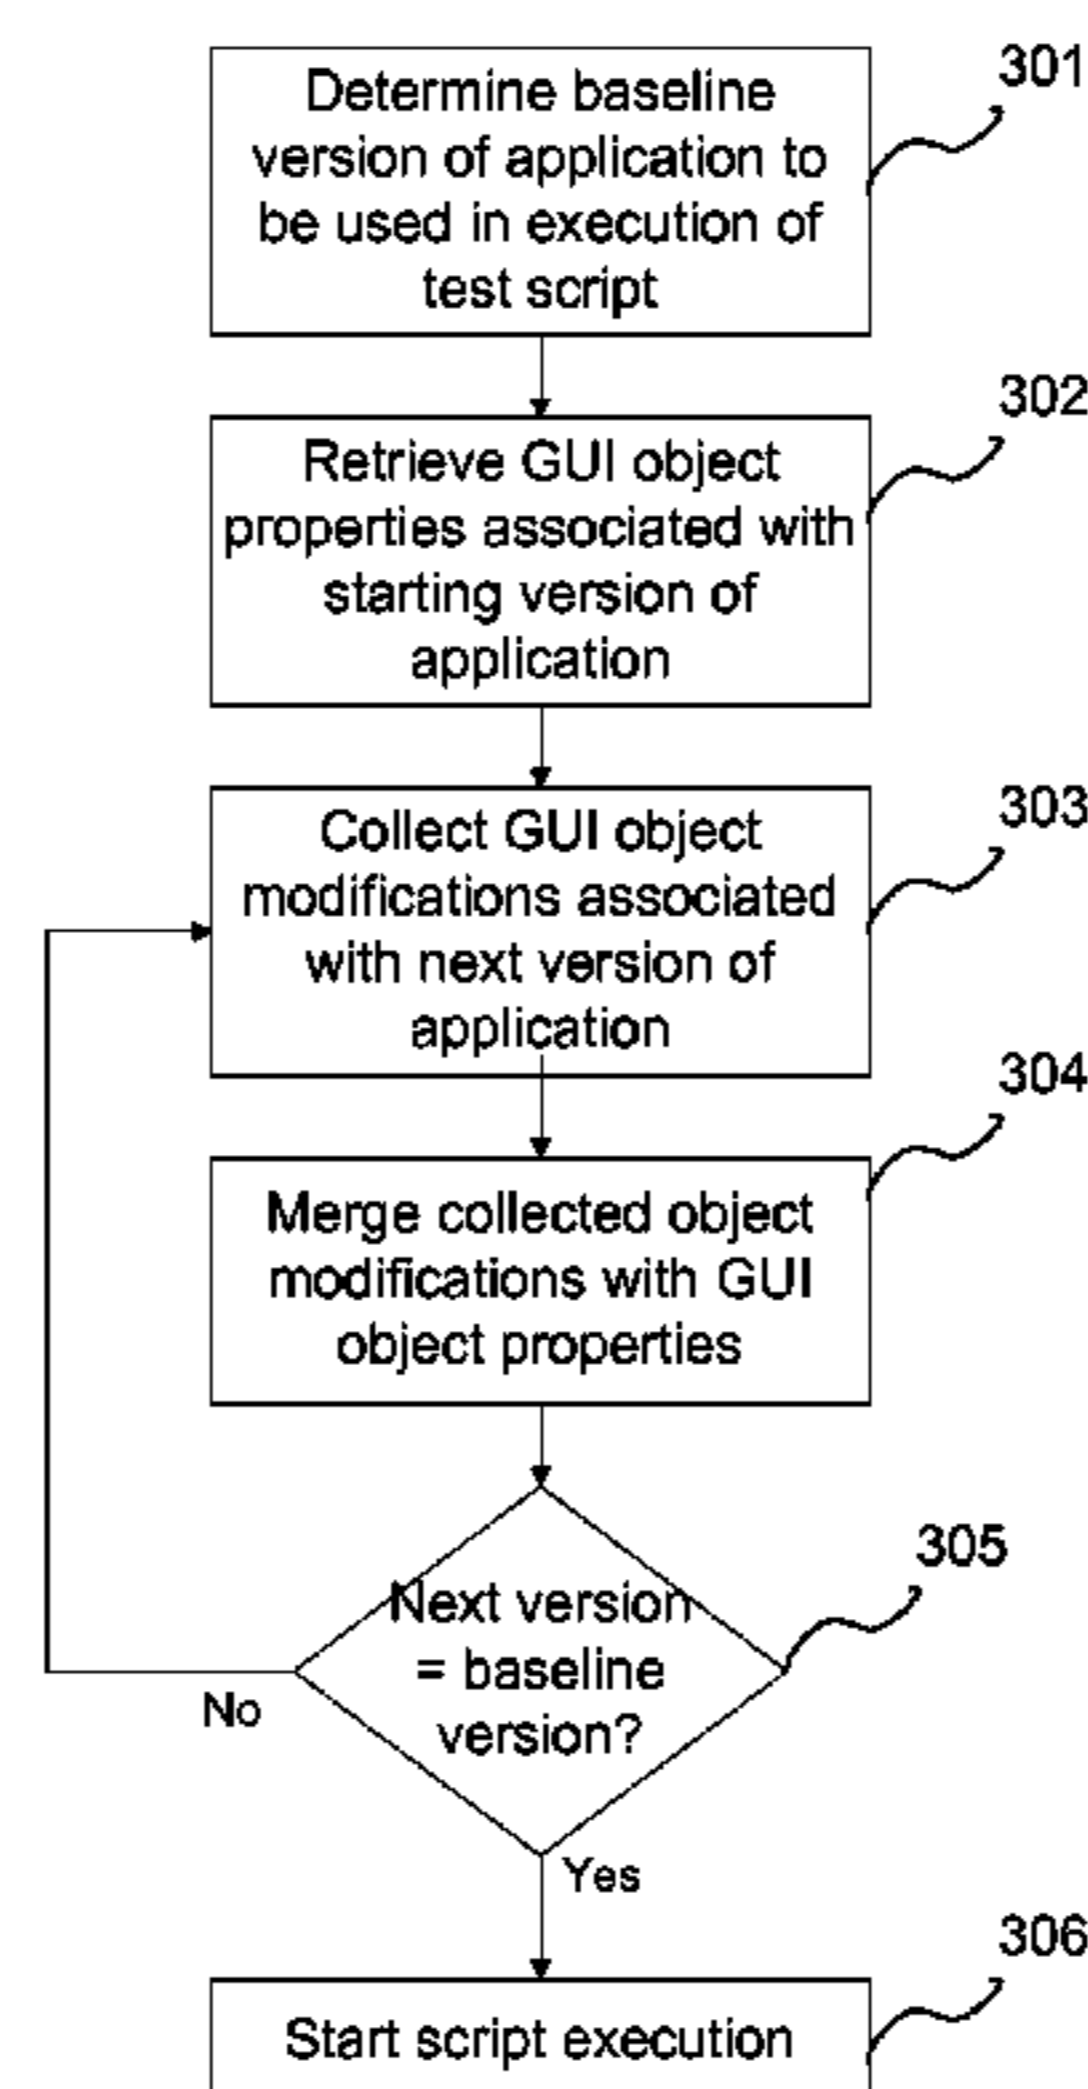 301
Determine baseline
version of application to
be used in execution of
test script
302
Retrieve GUI object
properties associated with
starting version of
application
303
Collect GUI object
modifications associated
with next version of
application
304
Merge collected object
modifications with GUI
object properties
305
Next version
= baseline
version?
No
Yes
306
Start script execution